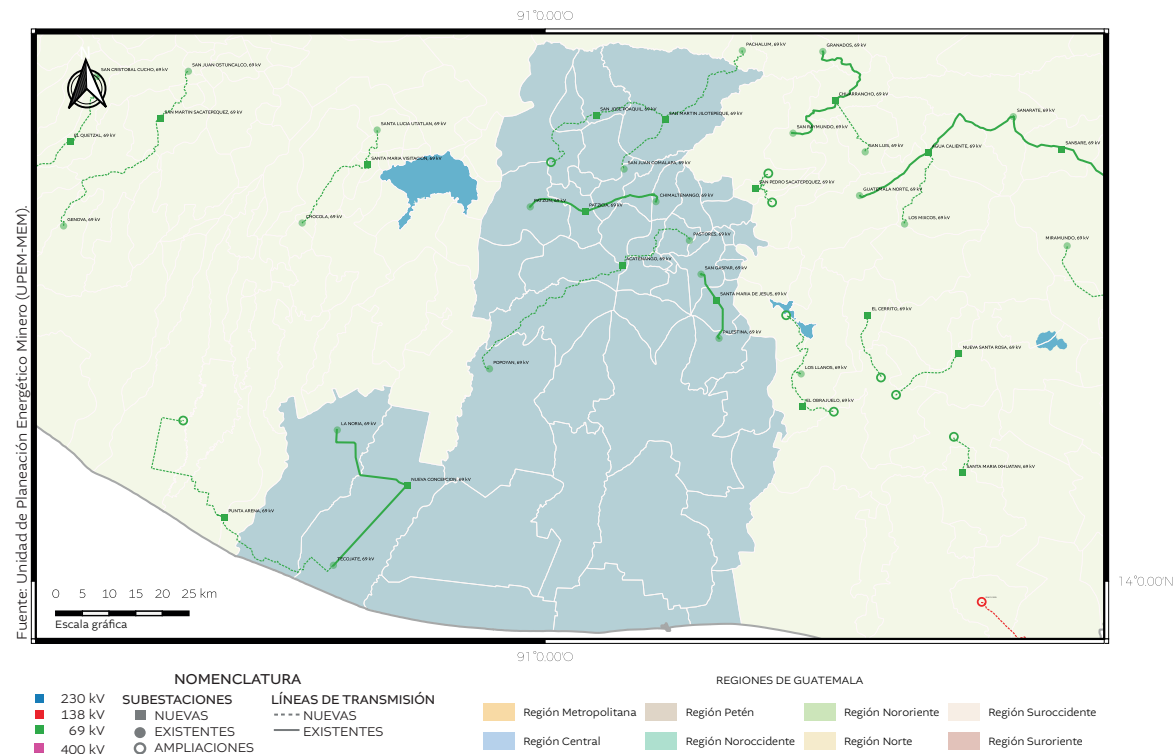 91°0.00'O
N
PACHALUM, 69 kV
GRANADOS, 69 kV
SAN CRISTOBAL CUCHO, 69 kV
SAN JUAN OSTUNCALCO, 69 kV
CHUARRANCHO, 69 kV
SAN MARTIN SACATEPEQUEZ, 69 kV
SAN JOSE POAQUIL, 69 kV
SAN MARTIN JILOTEPEQUE, 69 kV
SANARATE, 69 kV
EL QUETZAL, 69 kV
SANTA LUCIA UTATLAN, 69 kV
SAN RAYMUNDO, 69 kV
SAN LUIS, 69 kV
AGUA CALIENTE, 69 kV
SANSARE, 69 kV
SANTA MARIA VISITACION, 69 kV
SAN JUAN COMALAPA, 69 kV
SAN PEDRO SACATEPEQUEZ, 69 kV
GUATEMALA NORTE, 69 kV
CHIMALTENANGO, 69 kV
PATZUN, 69 kV
PATZICIA, 69 kV
GENOVA, 69 kV
CHOCOLA, 69 kV
LOS MIXCOS, 69 kV
PASTORES, 69 kV
MIRAMUNDO, 69 kV
ACATENANGO, 69 kV
SAN GASPAR, 69 kV
SANTA MARIA DE JESUS, 69 kV
EL CERRITO, 69 kV
PALESTINA, 69 kV
NUEVA SANTA ROSA, 69 kV
POPOYAN, 69 kV
LOS LLANOS, 69 kV
EL OBRAJUELO, 69 kV
LA NORIA, 69 kV
SANTA MARIA IXHUATAN, 69 kV
NUEVA CONCEPCION, 69 kV
PUNTA ARENA, 69 kV
TECOJATE, 69 kV
14°0.00'N
0 5 10 15 20 25 km
Escala gráfica
Fuente: Unidad de Planeación Energético Minero (UPEM-MEM).
91°0.00'O
NOMENCLATURA
230 kV
138 kV
69 kV
400 kV
SUBESTACIONES
NUEVAS
EXISTENTES
AMPLIACIONES
LÍNEAS DE TRANSMISIÓN
NUEVAS
EXISTENTES
REGIONES DE GUATEMALA
Región Metropolitana
Región Petén
Región Nororiente
Región Suroccidente
Región Central
Región Noroccidente
Región Norte
Región Suroriente